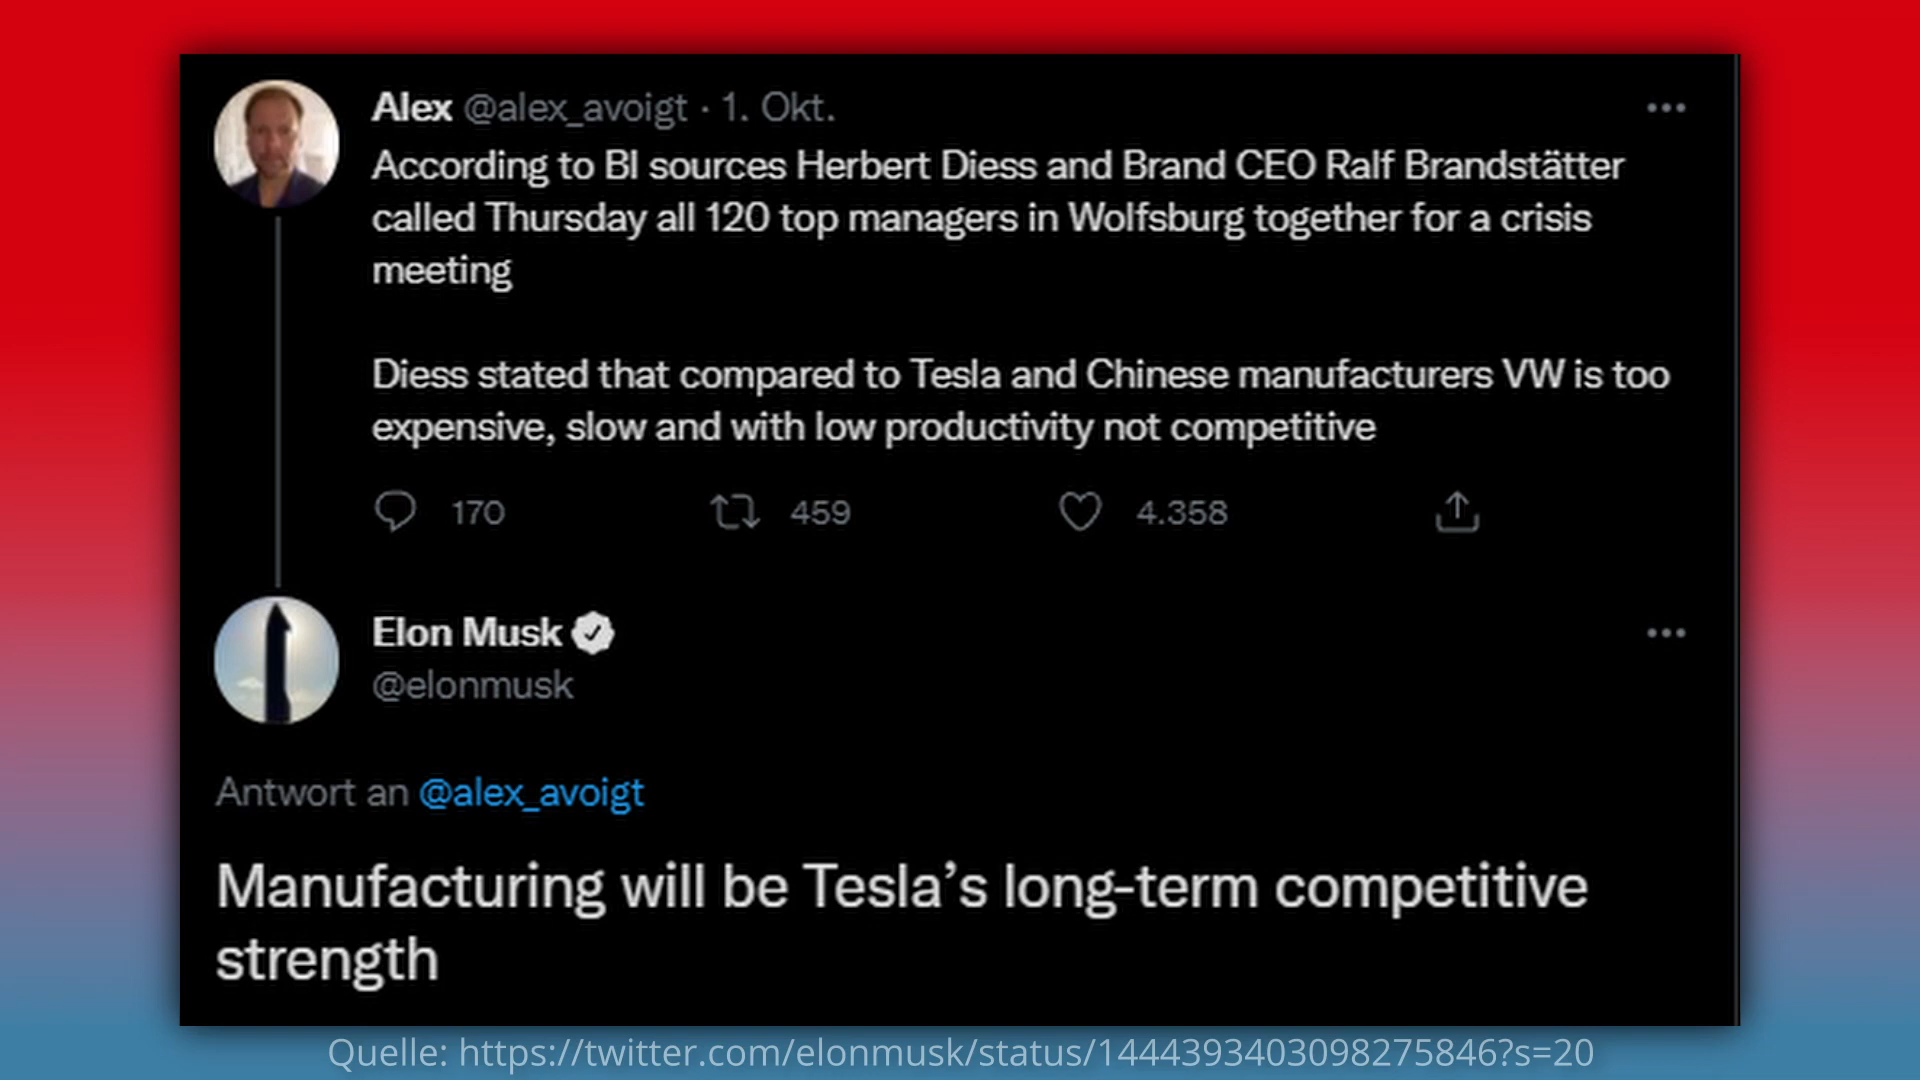 Alex @alex_avoigt · 1. Okt.
According to BI sources Herbert Diess and Brand CEO Ralf Brandstätter
called Thursday all 120 top managers in Wolfsburg together for a crisis
meeting
Diess stated that compared to Tesla and Chinese manufacturers VW is too
expensive, slow and with low productivity not competitive
170 459 4.358
Elon Musk
@elonmusk
Antwort an @alex_avoigt
Manufacturing will be Tesla’s long-term competitive
strength
Quelle: https://twitter.com/elonmusk/status/1444393403098275846?s=20